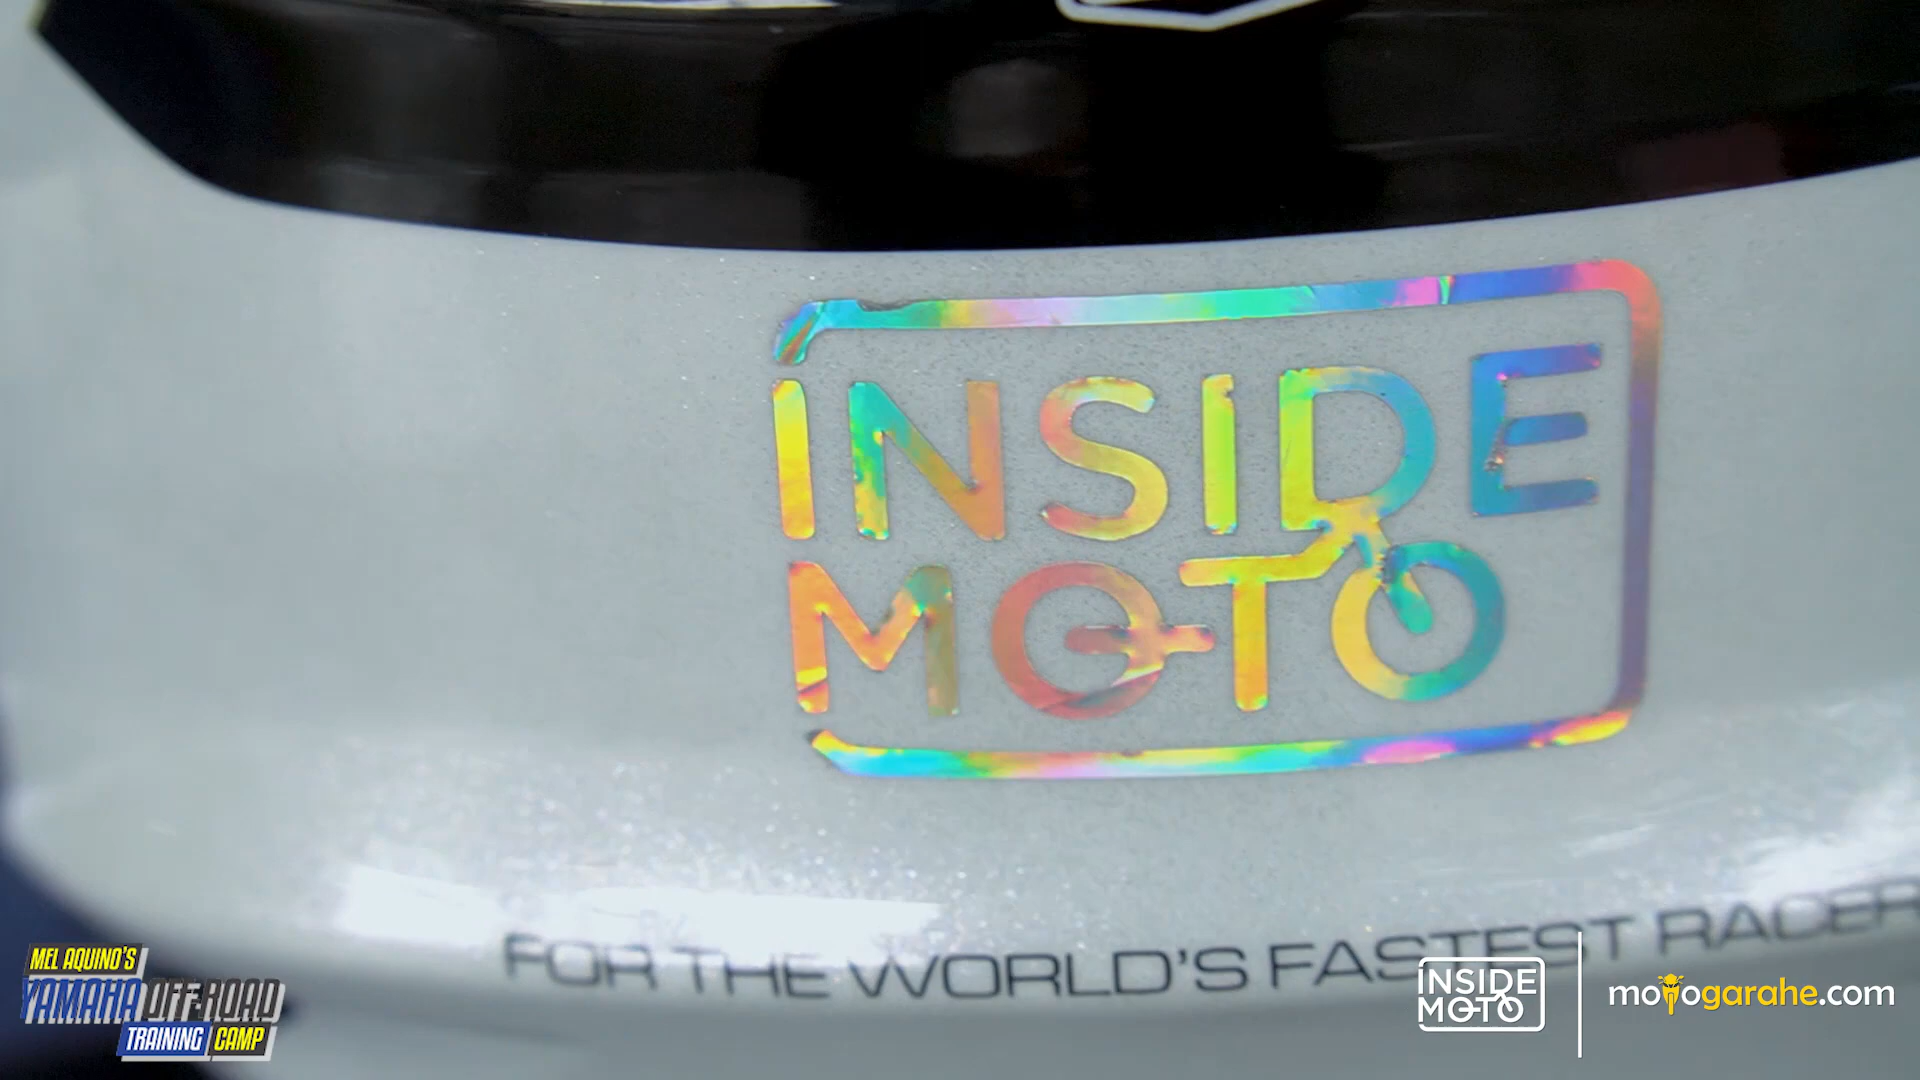 INSIDE
MOTO
FOR THE WORLD'S FASTEST RACER
MEL AQUINO'S
YAMAHA OFF-ROAD
TRAINING CAMP
INSIDE
MOTO
motogarahe.com